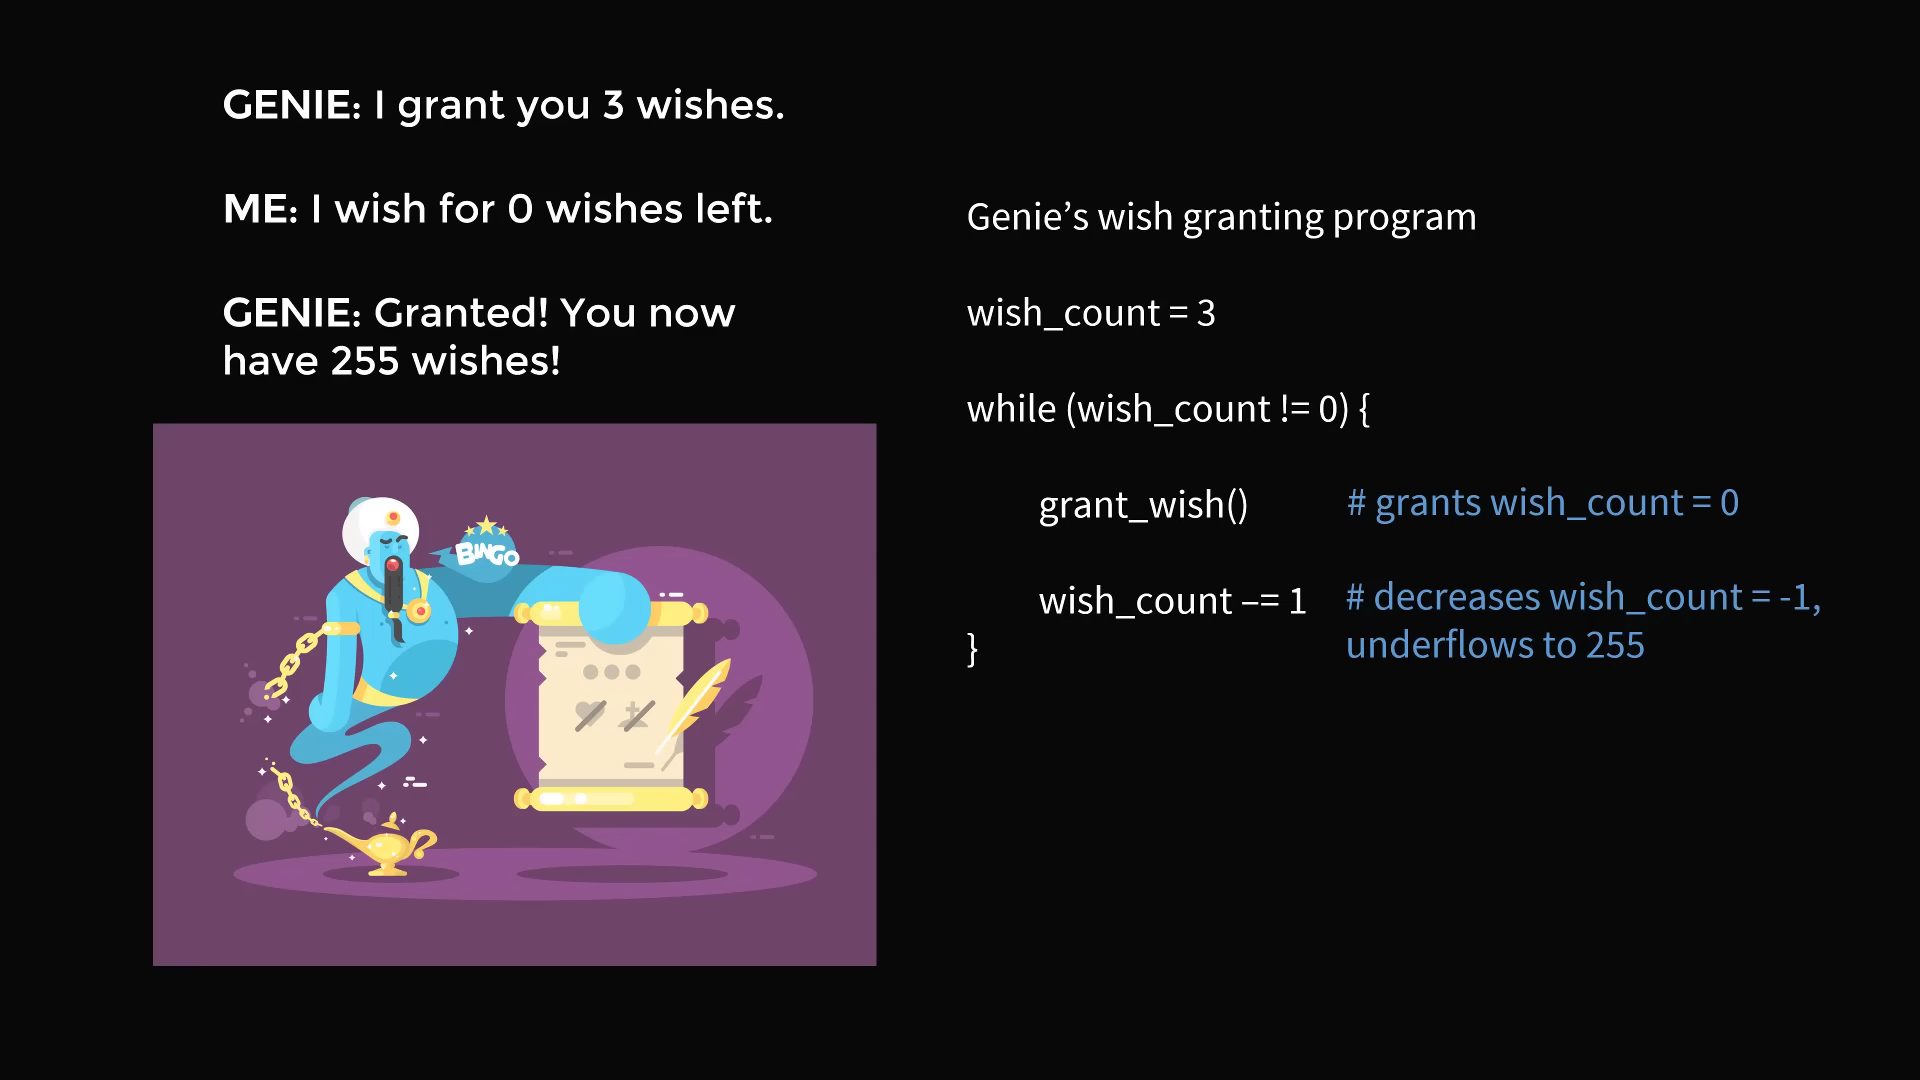 GENIE: I grant you 3 wishes.
ME: I wish for 0 wishes left.
GENIE: Granted! You now
have 255 wishes!
BINGO
Genie’s wish granting program
wish_count = 3
while (wish_count != 0) {
grant_wish() # grants wish_count = 0
wish_count –= 1 # decreases wish_count = -1,
underflows to 255
}